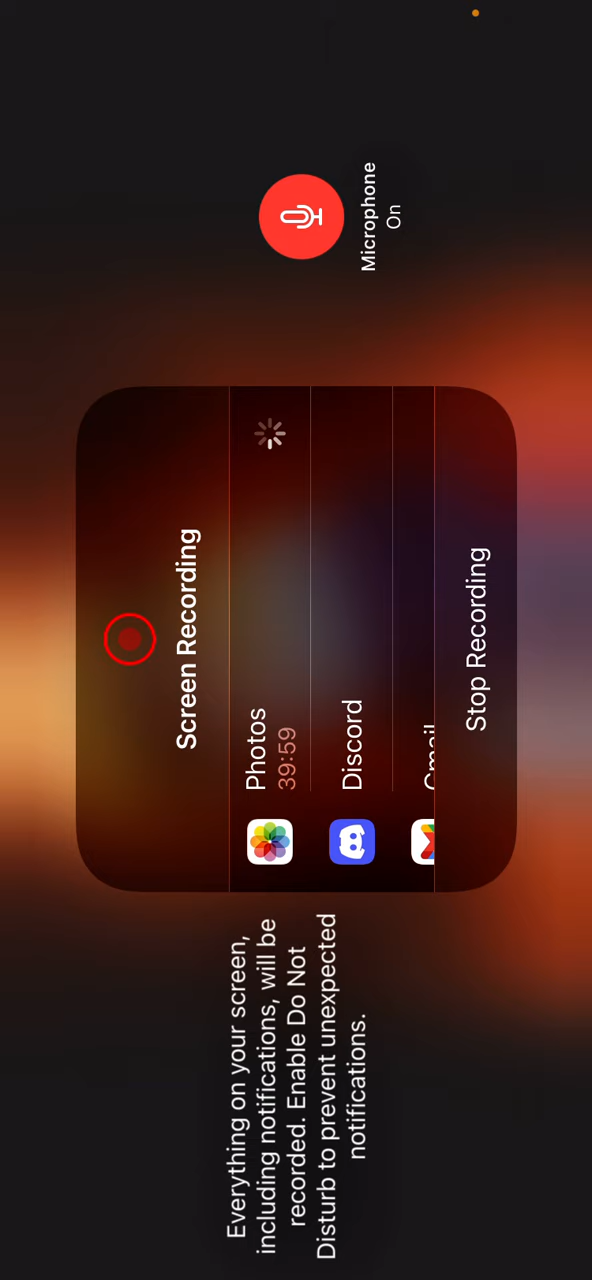 Everything on your screen,
including notifications, will be
recorded. Enable Do Not
Disturb to prevent unexpected
notifications.
Screen Recording
Photos
39:59
Discord
Gmail
Stop Recording
Microphone
On